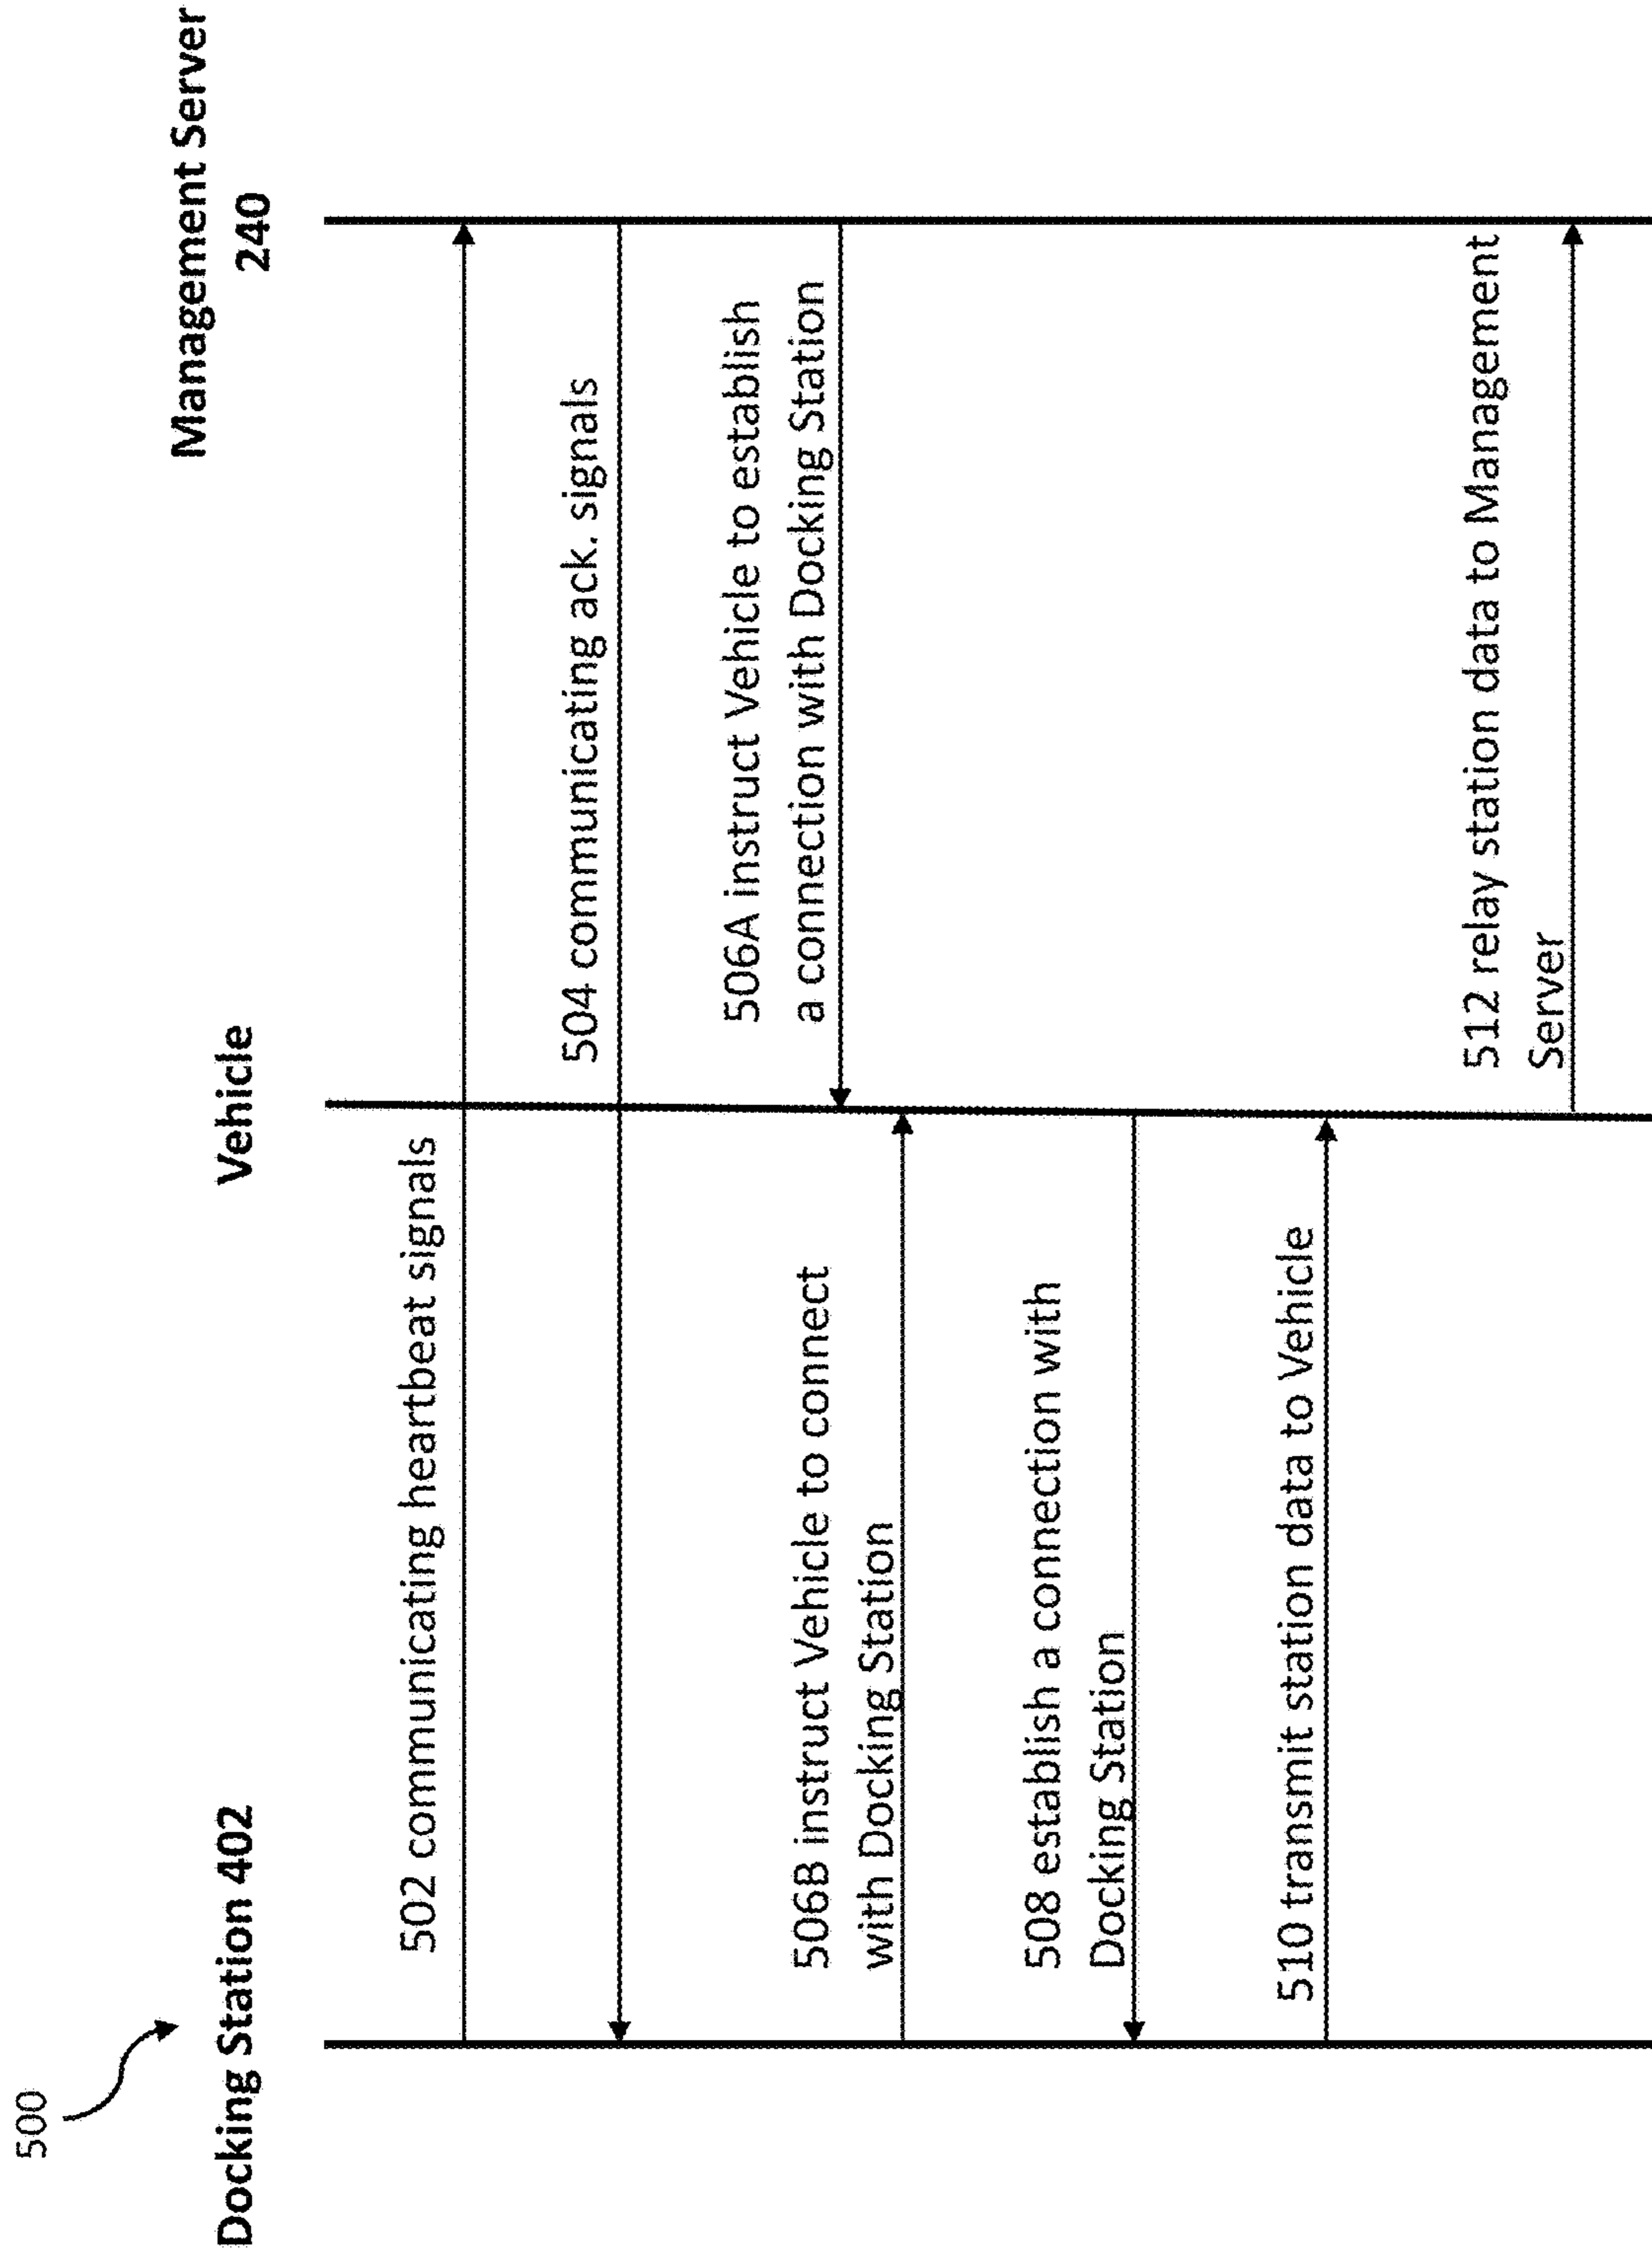 500
Docking Station 402
Vehicle
Management Server
240
502 communicating heartbeat signals
504 communicating ack. signals
506A instruct Vehicle to establish
a connection with Docking Station
506B instruct Vehicle to connect
with Docking Station
508 establish a connection with
Docking Station
510 transmit station data to Vehicle
512 relay station data to Management
Server